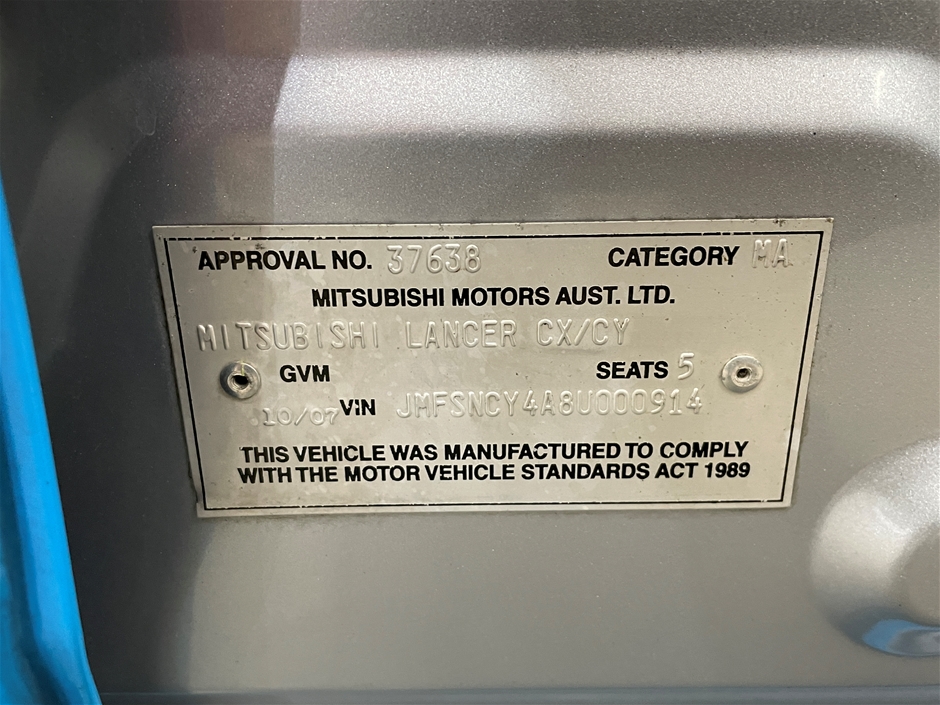 APPROVAL NO. 37638 CATEGORY MA
MITSUBISHI MOTORS AUST. LTD.
MITSUBISHI LANCER CX/CY
GVM SEATS 5
10/07 VIN JMFSNCY4A8U000914
THIS VEHICLE WAS MANUFACTURED TO COMPLY
WITH THE MOTOR VEHICLE STANDARDS ACT 1989